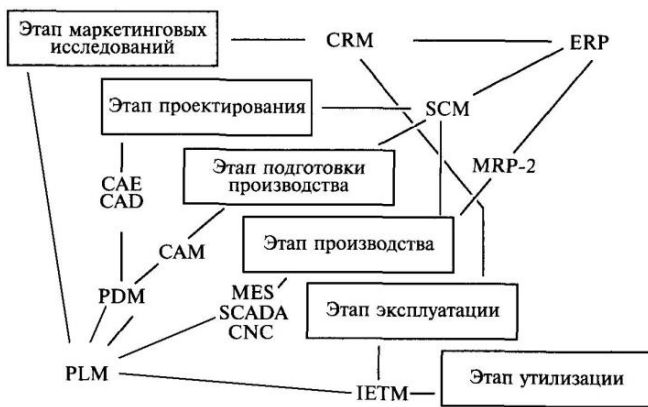 Этап маркетинговых
исследований
CRM
ERP
Этап проектирования
SCM
Этап подготовки
производства
MRP-2
CAE
CAD
CAM
Этап производства
PDM
MES
SCADA
CNC
Этап эксплуатации
PLM
IETM
Этап утилизации